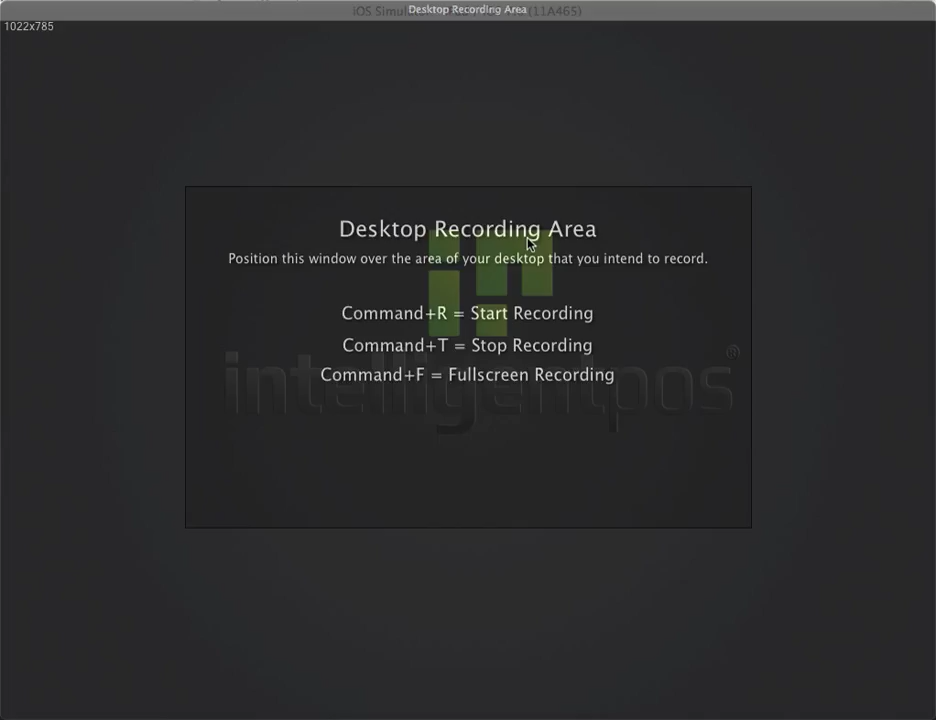 Desktop Recording Area
(11A465)
1022x785
Desktop Recording Area
Position this window over the area of your desktop that you intend to record.
Command+R = Start Recording
Command+T = Stop Recording
intelligentpos®
Command+F = Fullscreen Recording